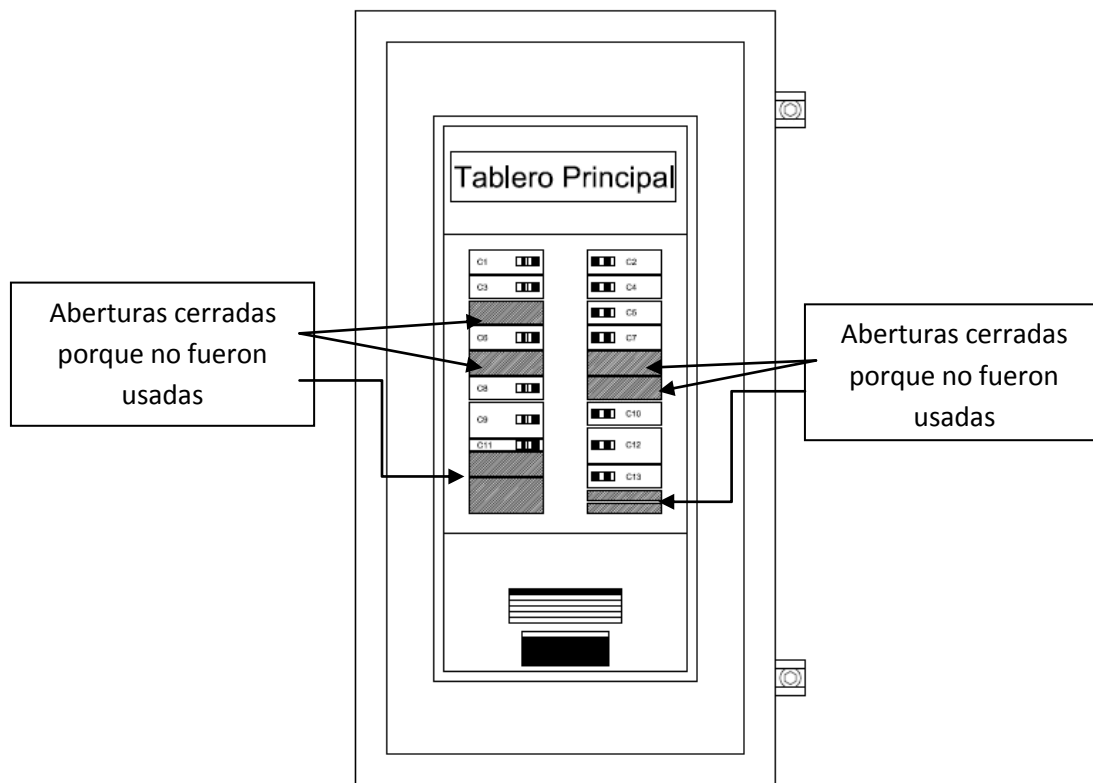 Tablero Principal
C1
C2
C3
C4
C5
C6
C7
C8
C9
C10
C11
C12
C13
Aberturas cerradas
porque no fueron
usadas
Aberturas cerradas
porque no fueron
usadas